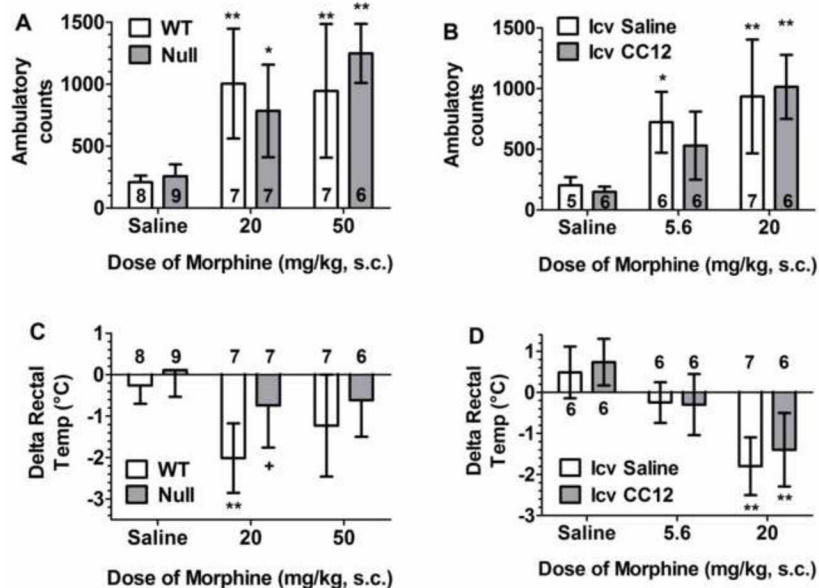 A
1500
1000
500
0
Ambulatory
counts
WT
Null
**
*
**
**
8
9
7
7
7
6
Saline
20
50
Dose of Morphine (mg/kg, s.c.)
B
1500
1000
500
0
Ambulatory
counts
Icv Saline
Icv CC12
*
**
**
5
6
6
6
7
6
Saline
5.6
20
Dose of Morphine (mg/kg, s.c.)
C
1
0
-1
-2
-3
Delta Rectal
Temp (°C)
8
9
7
7
7
6
WT
Null
+
**
Saline
20
50
Dose of Morphine (mg/kg, s.c.)
D
1
0
-1
-2
-3
Delta Rectal
Temp (°C)
6
6
7
6
6
6
Icv Saline
Icv CC12
**
**
Saline
5.6
20
Dose of Morphine (mg/kg, s.c.)